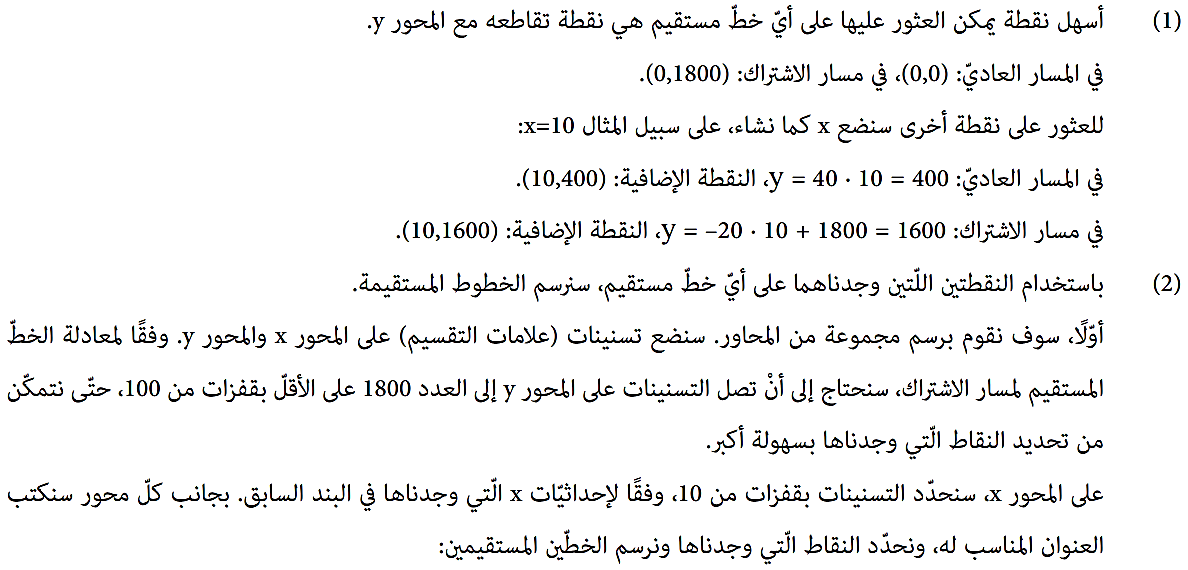 (1) أسهل نقطة يمكن العثور عليها على أيّ خطّ مستقيم هي نقطة تقاطعه مع المحور y.
في المسار العاديّ: (0,0)، في مسار الاشتراك: (0,1800).
للعثور على نقطة أخرى سنضع x كما نشاء، على سبيل المثال x=10:
في المسار العاديّ: y = 40 · 10 = 400، النقطة الإضافية: (10,400).
في مسار الاشتراك: y = –20 · 10 + 1800 = 1600، النقطة الإضافية: (10,1600).
(2) باستخدام النقطتين اللّتين وجدناهما على أيّ خطّ مستقيم، سنرسم الخطوط المستقيمة.
أوّلًا، سوف نقوم برسم مجموعة من المحاور. سنضع تسنينات (علامات التقسيم) على المحور x والمحور y. وفقًا لمعادلة الخطّ
المستقيم لمسار الاشتراك، سنحتاج إلى أنْ تصل التسنينات على المحور y إلى العدد 1800 على الأقلّ بقفزات من 100، حتّى نتمكّن
من تحديد النقاط الّتي وجدناها بسهولة أكبر.
على المحور x، سنحدّد التسنينات بقفزات من 10، وفقًا لإحداثيّات x الّتي وجدناها في البند السابق. بجانب كلّ محور سنكتب
العنوان المناسب له، ونحدّد النقاط الّتي وجدناها ونرسم الخطّين المستقيمين: